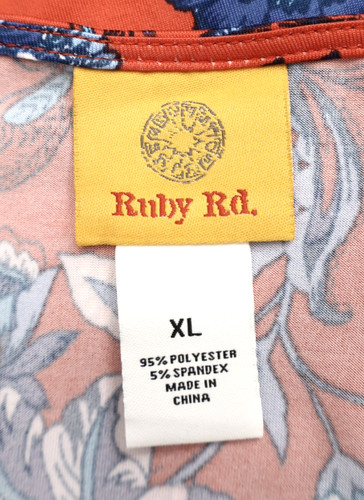 Ruby Rd.
XL
95% POLYESTER
5% SPANDEX
MADE IN
CHINA